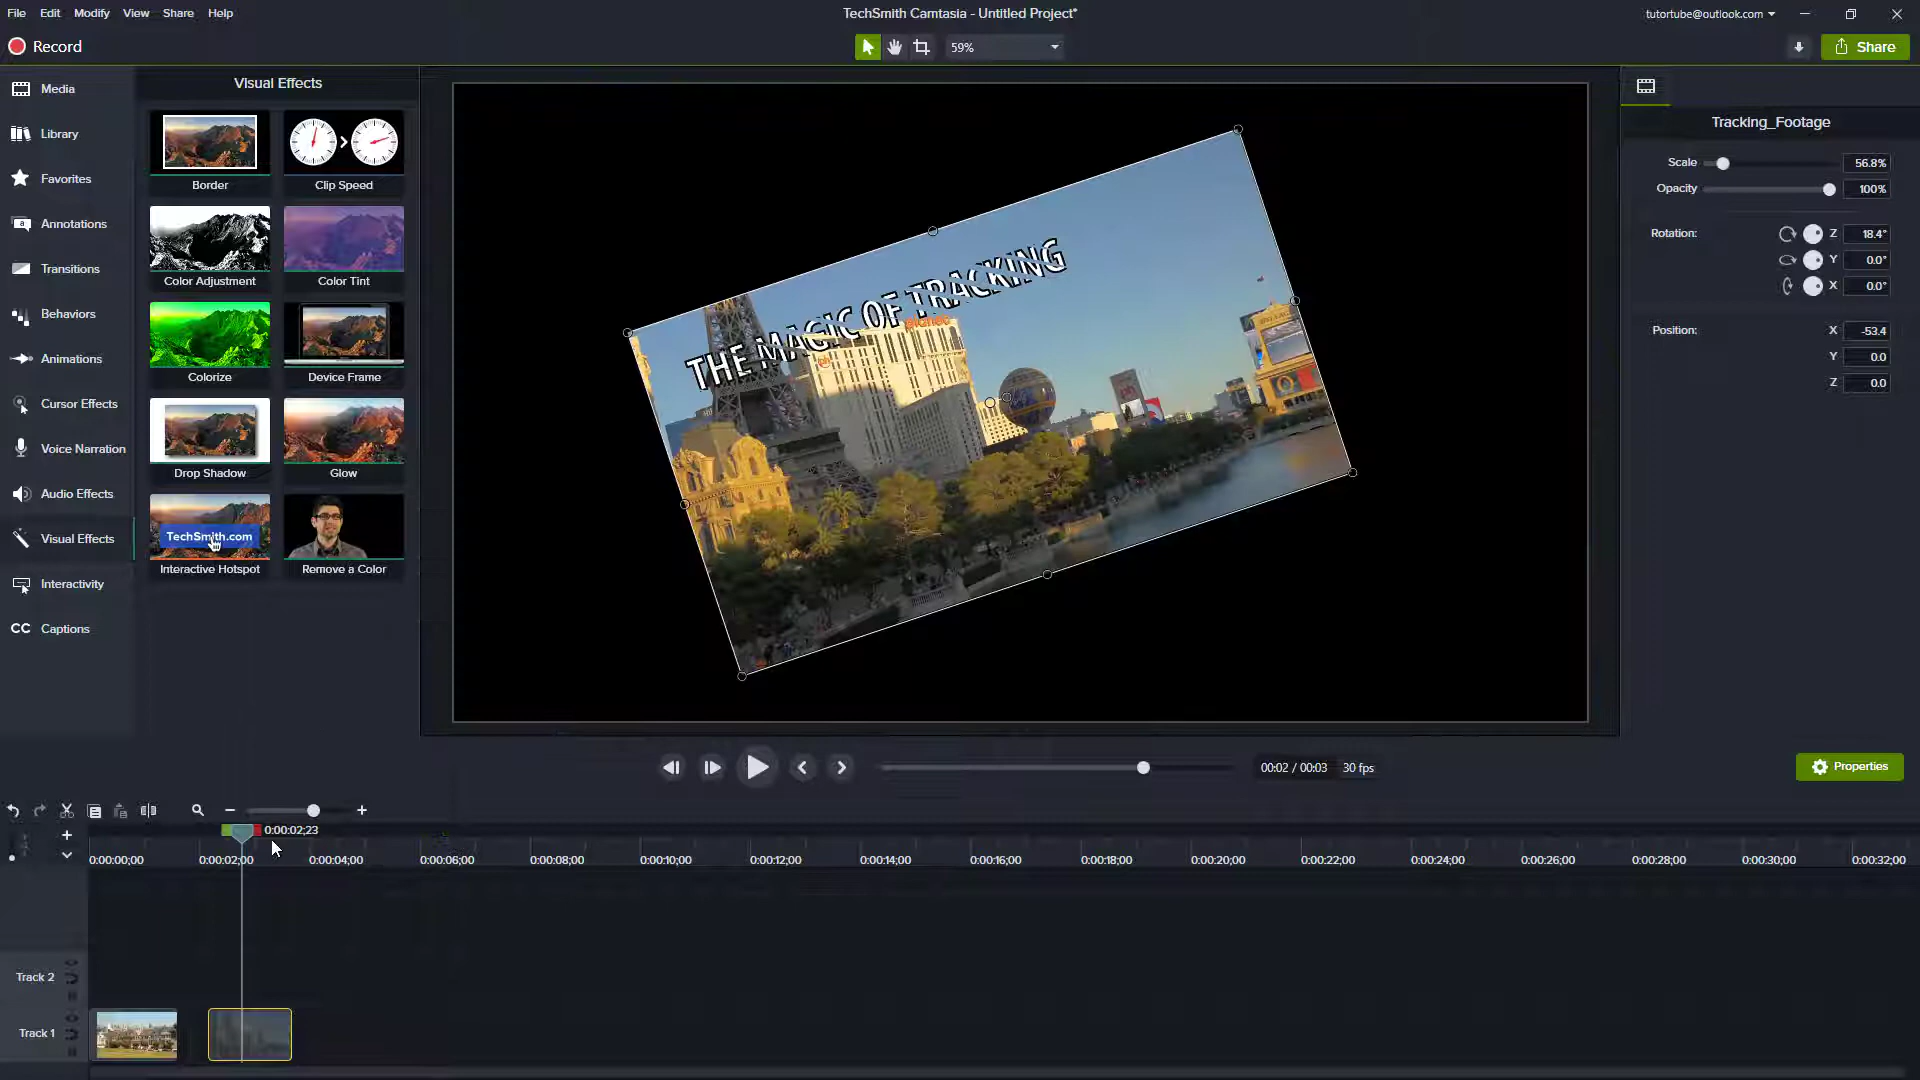 File Edit Modify View Share Help
TechSmith Camtasia - Untitled Project*
tutortube@outlook.com
Record
59%
Share
Media
Library
Favorites
Annotations
Transitions
Behaviors
Animations
Cursor Effects
Voice Narration
Audio Effects
Visual Effects
Interactivity
CC Captions
Visual Effects
Border
Clip Speed
Color Adjustment
Color Tint
Colorize
Device Frame
Drop Shadow
Glow
TechSmith.com
Interactive Hotspot
Remove a Color
THE MAGIC OF TRACKING
Tracking_Footage
Scale 56.8%
Opacity 100%
Rotation: Z 18.4°
Y 0.0°
X 0.0°
Position: X -53.4
Y 0.0
Z 0.0
00:02 / 00:03 30 fps
Properties
0:00:02;23
0:00:00;00 0:00:02;00 0:00:04;00 0:00:06;00 0:00:08;00 0:00:10;00 0:00:12;00 0:00:14;00 0:00:16;00 0:00:18;00 0:00:20;00 0:00:22;00 0:00:24;00 0:00:26;00 0:00:28;00 0:00:30;00 0:00:32;00
Track 2
Track 1